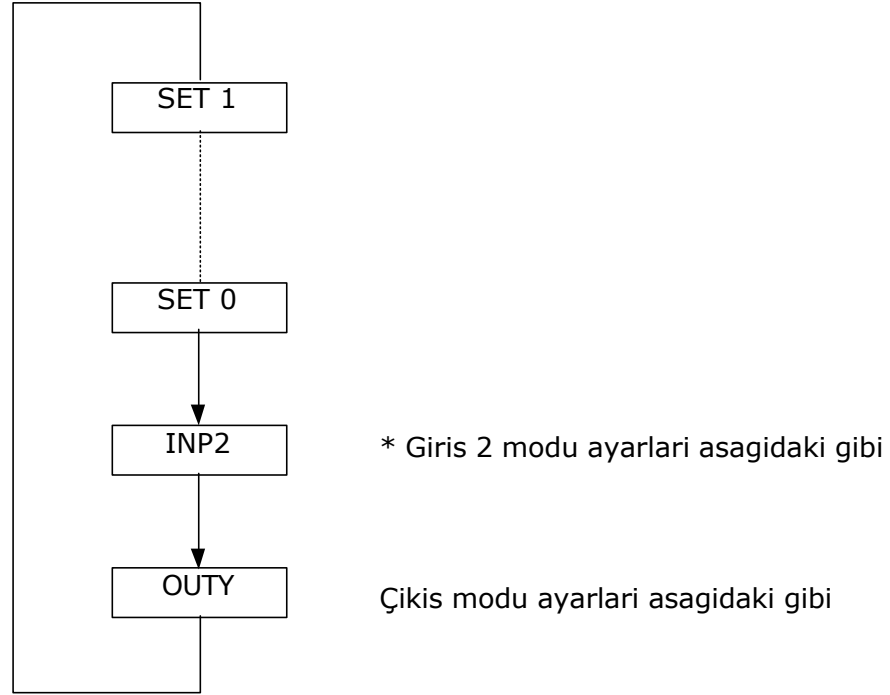 SET 1
SET 0
INP2
* Giris 2 modu ayarlari asagidaki gibi
OUTY
Çikis modu ayarlari asagidaki gibi